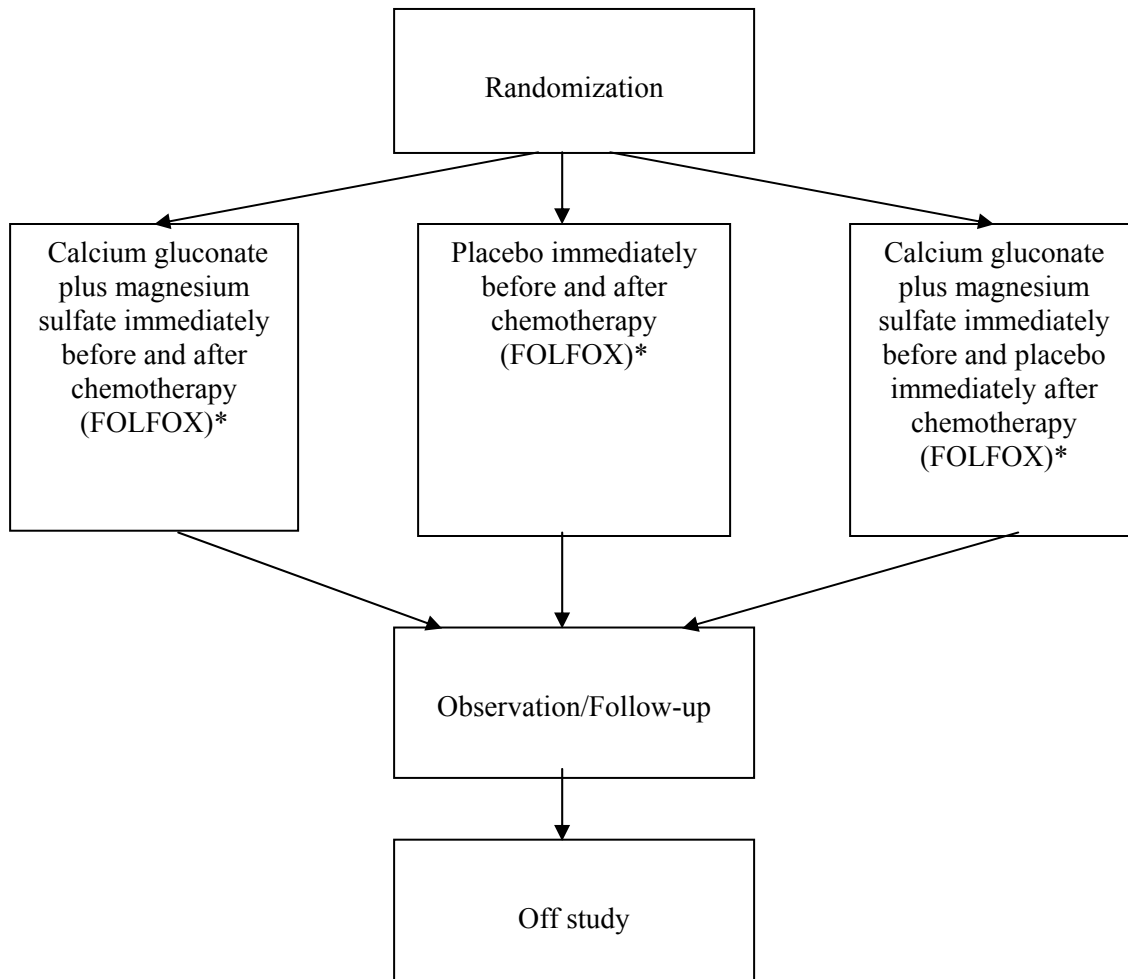 Randomization
Calcium gluconate
plus magnesium
sulfate immediately
before and after
chemotherapy
(FOLFOX)*
Placebo immediately
before and after
chemotherapy
(FOLFOX)*
Calcium gluconate
plus magnesium
sulfate immediately
before and placebo
immediately after
chemotherapy
(FOLFOX)*
Observation/Follow-up
Off study